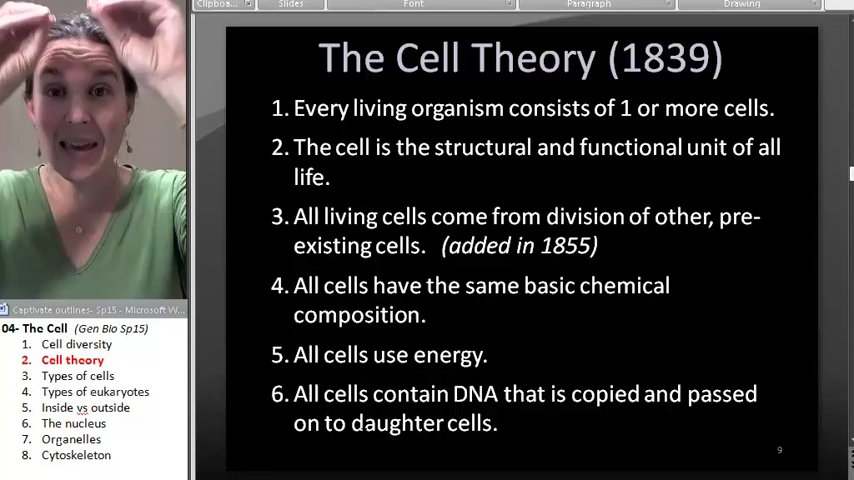 Clipboa...
Slides
Font
Paragraph
Drawing
The Cell Theory (1839)
1. Every living organism consists of 1 or more cells.
2. The cell is the structural and functional unit of all
life.
3. All living cells come from division of other, pre-
existing cells. (added in 1855)
4. All cells have the same basic chemical
composition.
5. All cells use energy.
6. All cells contain DNA that is copied and passed
on to daughter cells.
9
Captivate outlines- Sp15 - Microsoft W...
04- The Cell (Gen Bio Sp15)
1. Cell diversity
2. Cell theory
3. Types of cells
4. Types of eukaryotes
5. Inside vs outside
6. The nucleus
7. Organelles
8. Cytoskeleton